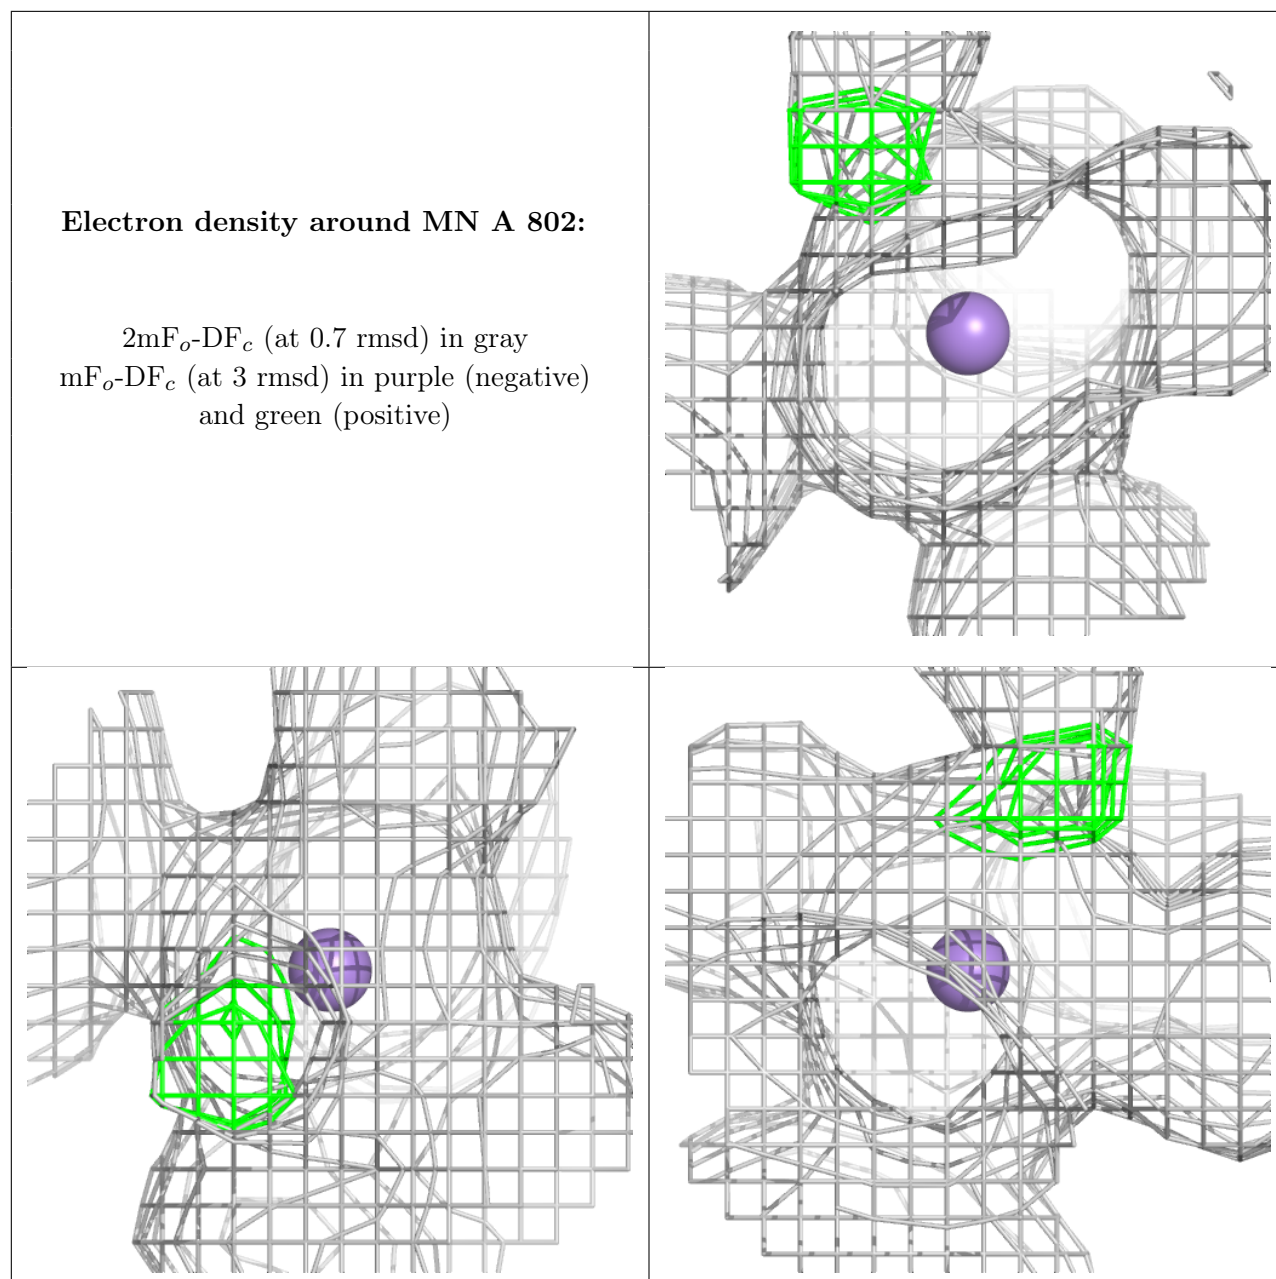 Electron density around MN A 802:
2mFo-DFc (at 0.7 rmsd) in gray
mFo-DFc (at 3 rmsd) in purple (negative)
and green (positive)